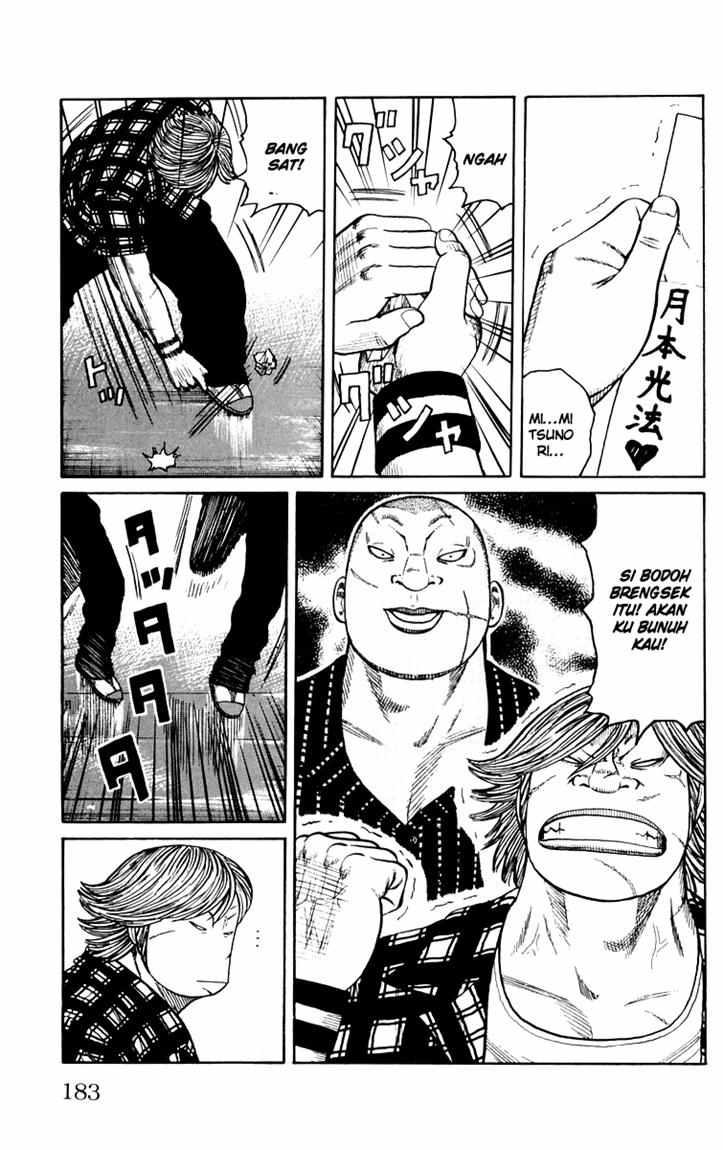 月本光法♥
MI...MI
TSUNO
RI...
NGAH
グシャ
グシャ
BANG
SAT!
トッ
SI BODOH
BRENGSEK
ITU! AKAN
KU BUNUH
KAU!
タッタタタ
...
183